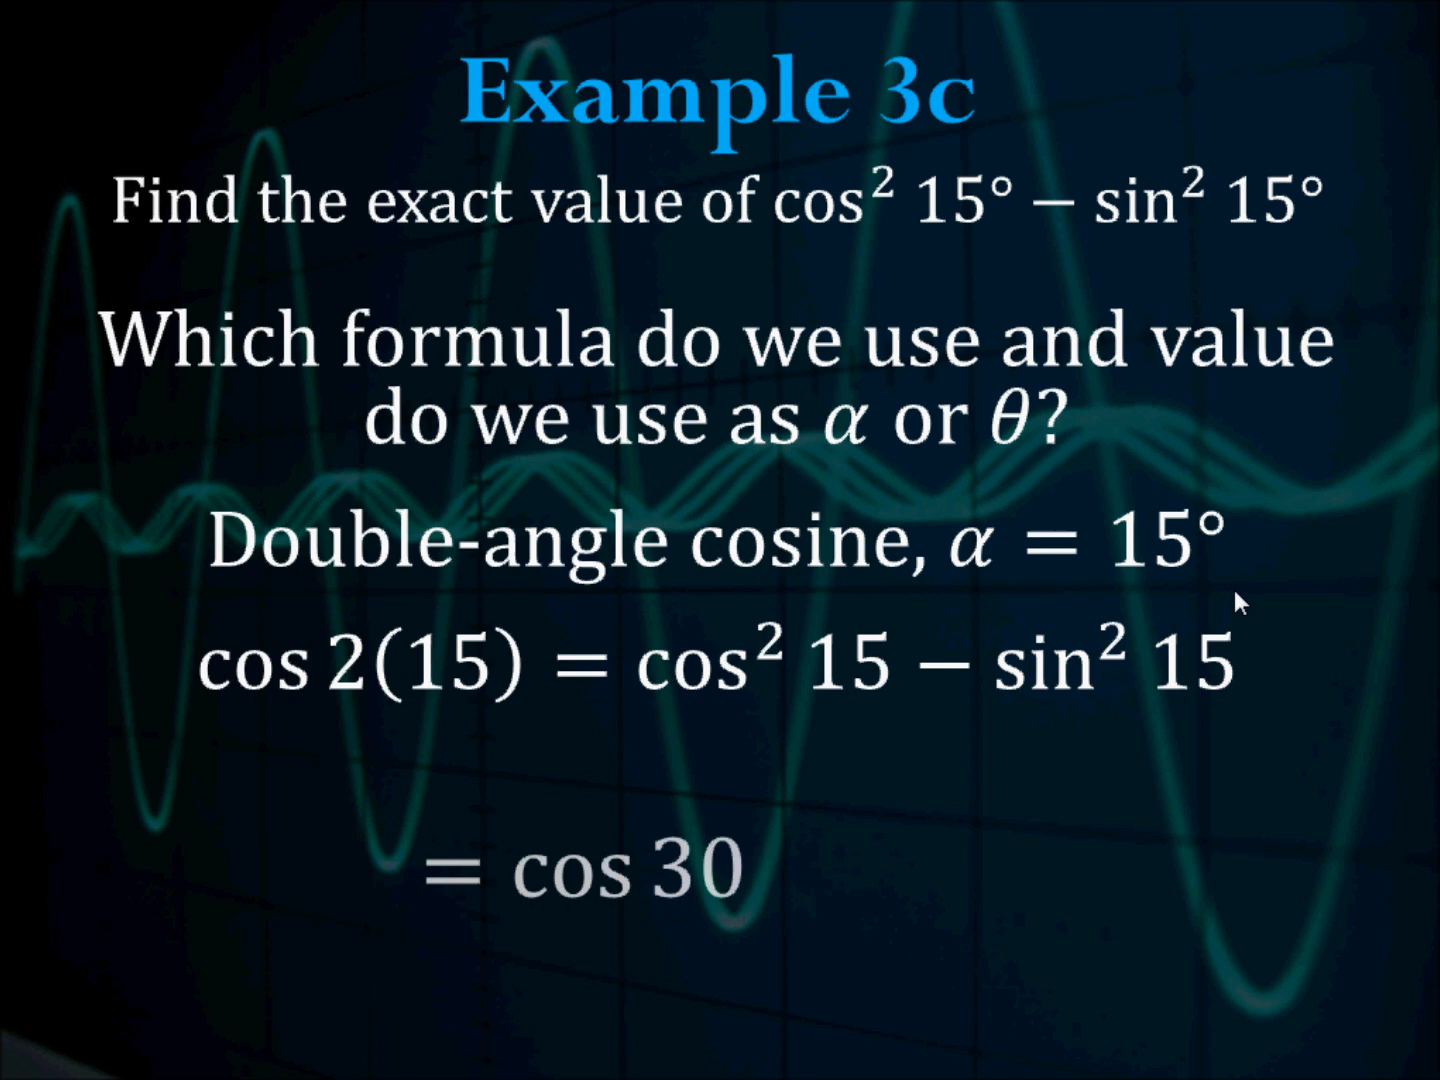 Example 3c
Find the exact value of cos² 15° − sin² 15°
Which formula do we use and value
do we use as α or θ?
Double-angle cosine, α = 15°
cos 2(15) = cos² 15 − sin² 15
= cos 30